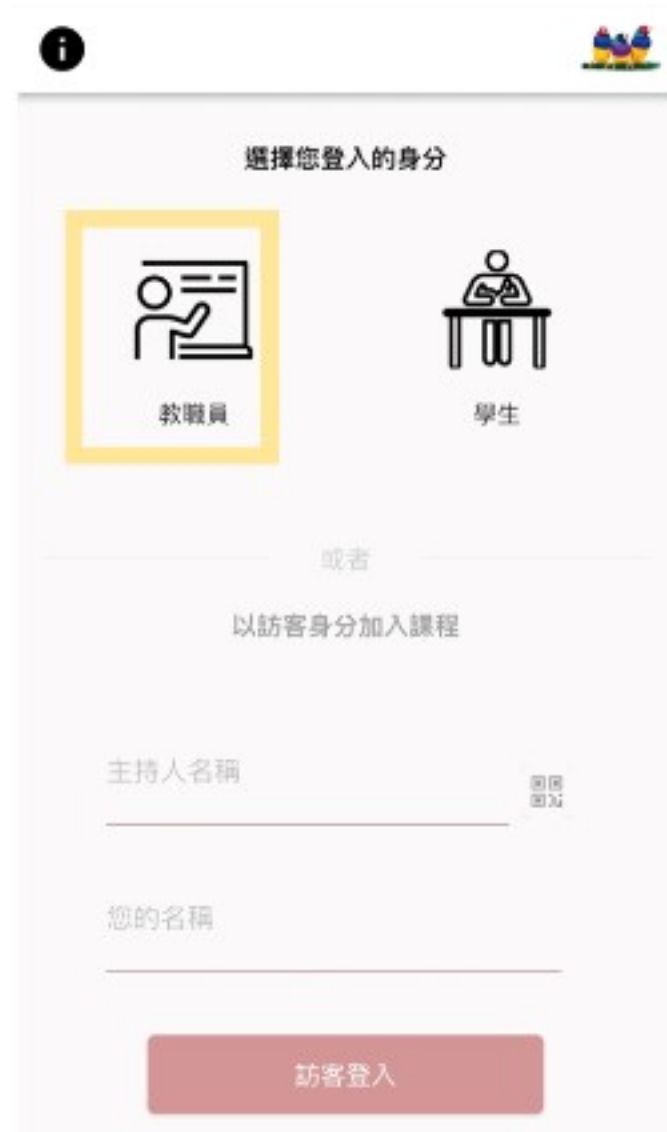 選擇您登入的身分
教職員
學生
或者
以訪客身分加入課程
主持人名稱
您的名稱
訪客登入